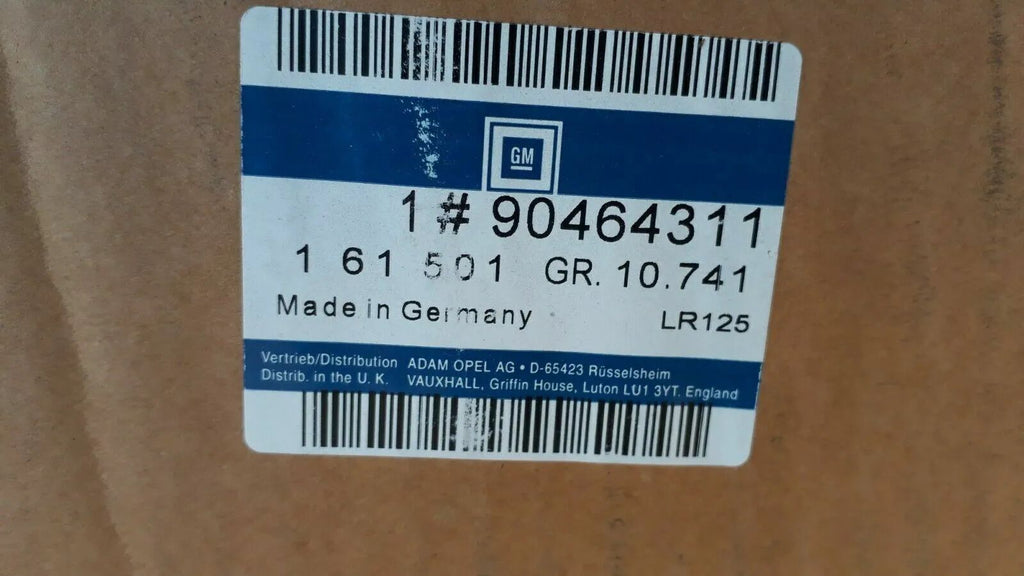 GM
1 # 90464311
1 61 501 GR. 10.741
Made in Germany LR125
Vertrieb/Distribution ADAM OPEL AG • D-65423 Rüsselsheim
Distrib. in the U. K. VAUXHALL, Griffin House, Luton LU1 3YT. England